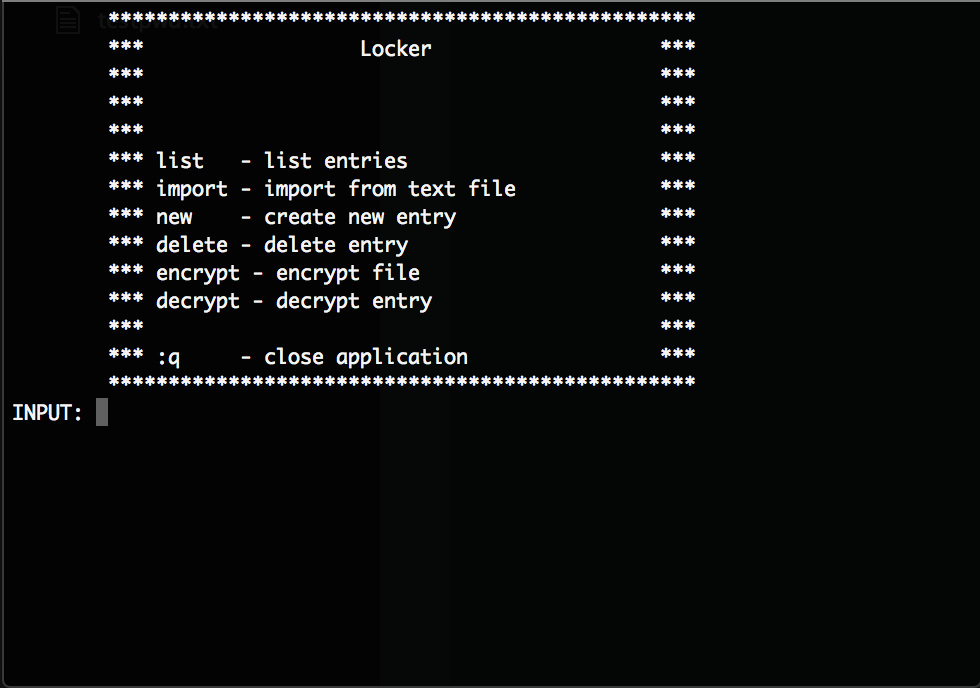 *************************************************
*** Locker ***
*** ***
*** ***
*** ***
*** list - list entries ***
*** import - import from text file ***
*** new - create new entry ***
*** delete - delete entry ***
*** encrypt - encrypt file ***
*** decrypt - decrypt entry ***
*** ***
*** :q - close application ***
*************************************************
INPUT: